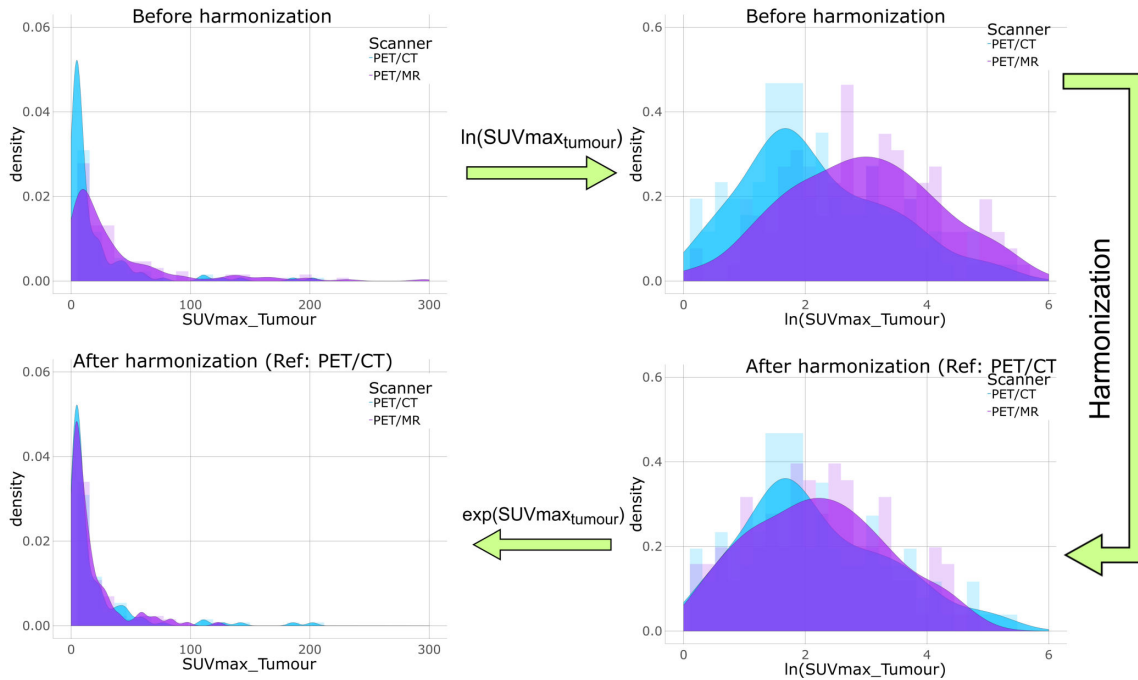 Before harmonization
0.06
Scanner
PET/CT
PET/MR
0.04
density
0.02
0.00
0
100
200
300
SUVmax_Tumour
ln(SUVmax_tumour)
Before harmonization
0.6
Scanner
PET/CT
PET/MR
0.4
density
0.2
0.0
0
2
4
6
ln(SUVmax_Tumour)
Harmonization
After harmonization (Ref: PET/CT)
0.06
Scanner
PET/CT
PET/MR
0.04
density
0.02
0.00
0
100
200
300
SUVmax_Tumour
exp(SUVmax_tumour)
After harmonization (Ref: PET/CT
0.6
Scanner
PET/CT
PET/MR
0.4
density
0.2
0.0
0
2
4
6
ln(SUVmax_Tumour)